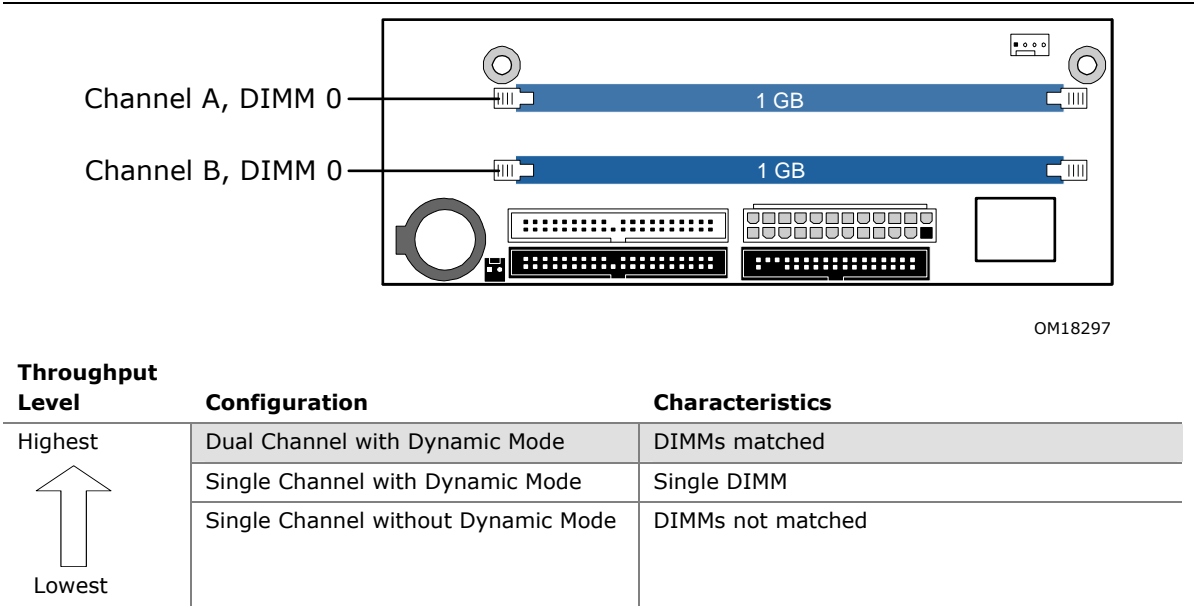 Channel A, DIMM 0
1 GB
Channel B, DIMM 0
1 GB
OM18297
Throughput
Level Configuration Characteristics
Highest Dual Channel with Dynamic Mode DIMMs matched
Single Channel with Dynamic Mode Single DIMM
Single Channel without Dynamic Mode DIMMs not matched
Lowest